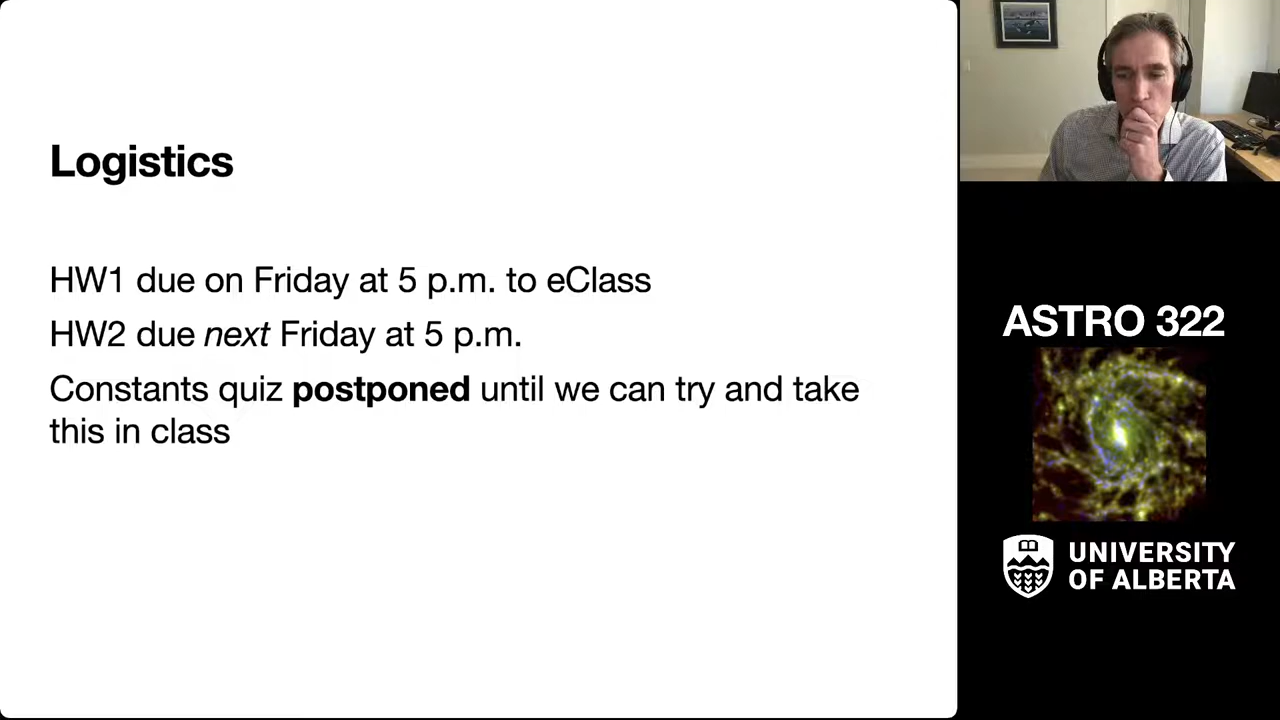 Logistics
HW1 due on Friday at 5 p.m. to eClass
HW2 due next Friday at 5 p.m.
Constants quiz postponed until we can try and take
this in class
ASTRO 322
UNIVERSITY
OF ALBERTA